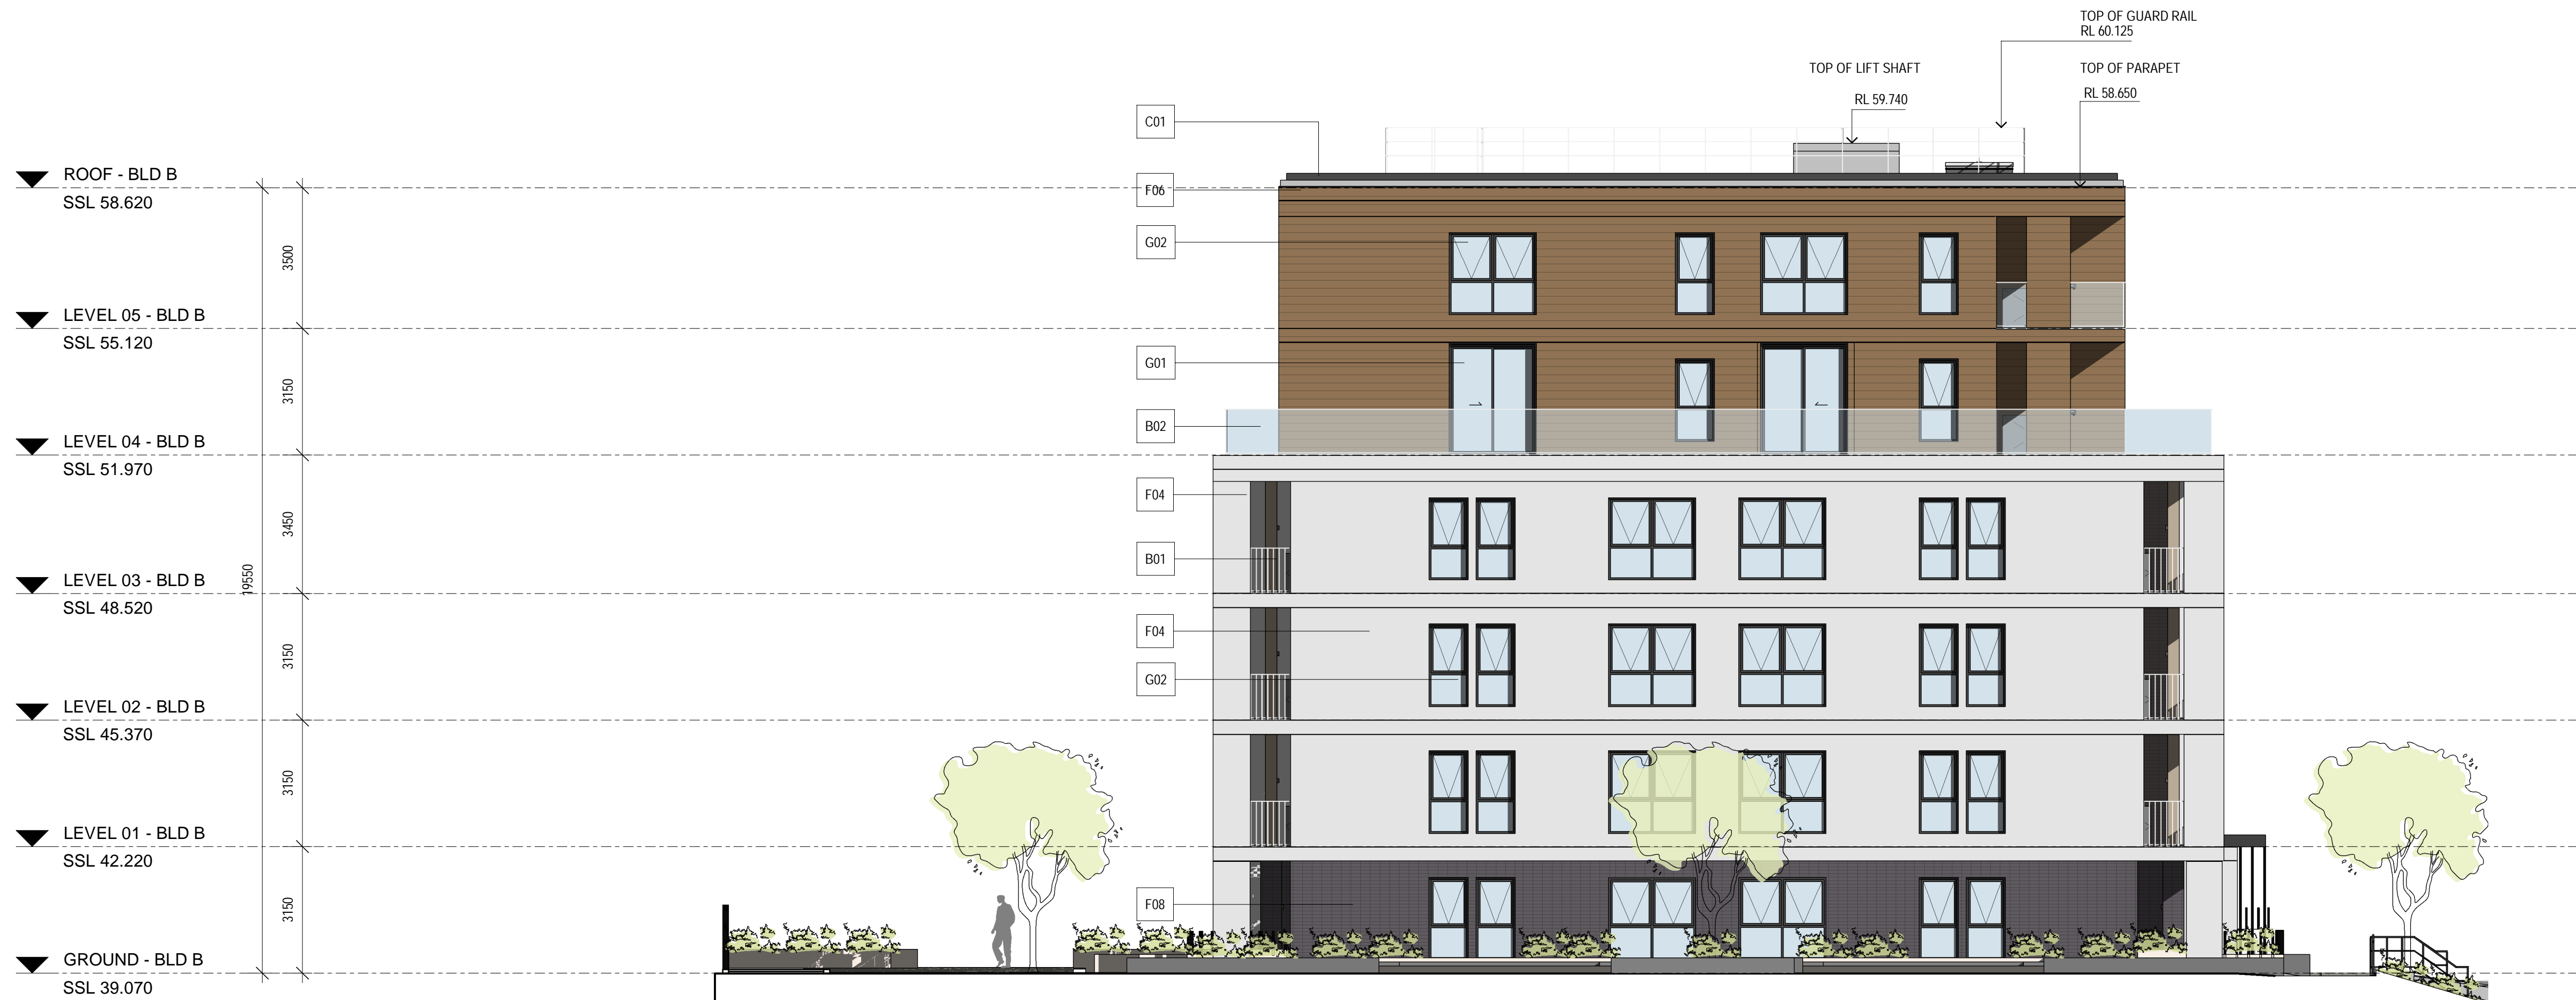 TOP OF GUARD RAIL
RL 60.125
TOP OF LIFT SHAFT
TOP OF PARAPET
RL 59.740
RL 58.650
C01
ROOF - BLD B
F06
SSL 58.620
G02
3500
LEVEL 05 - BLD B
SSL 55.120
G01
3150
B02
LEVEL 04 - BLD B
SSL 51.970
F04
3450
B01
LEVEL 03 - BLD B
19550
SSL 48.520
F04
3150
G02
LEVEL 02 - BLD B
SSL 45.370
3150
LEVEL 01 - BLD B
SSL 42.220
F08
3150
GROUND - BLD B
SSL 39.070